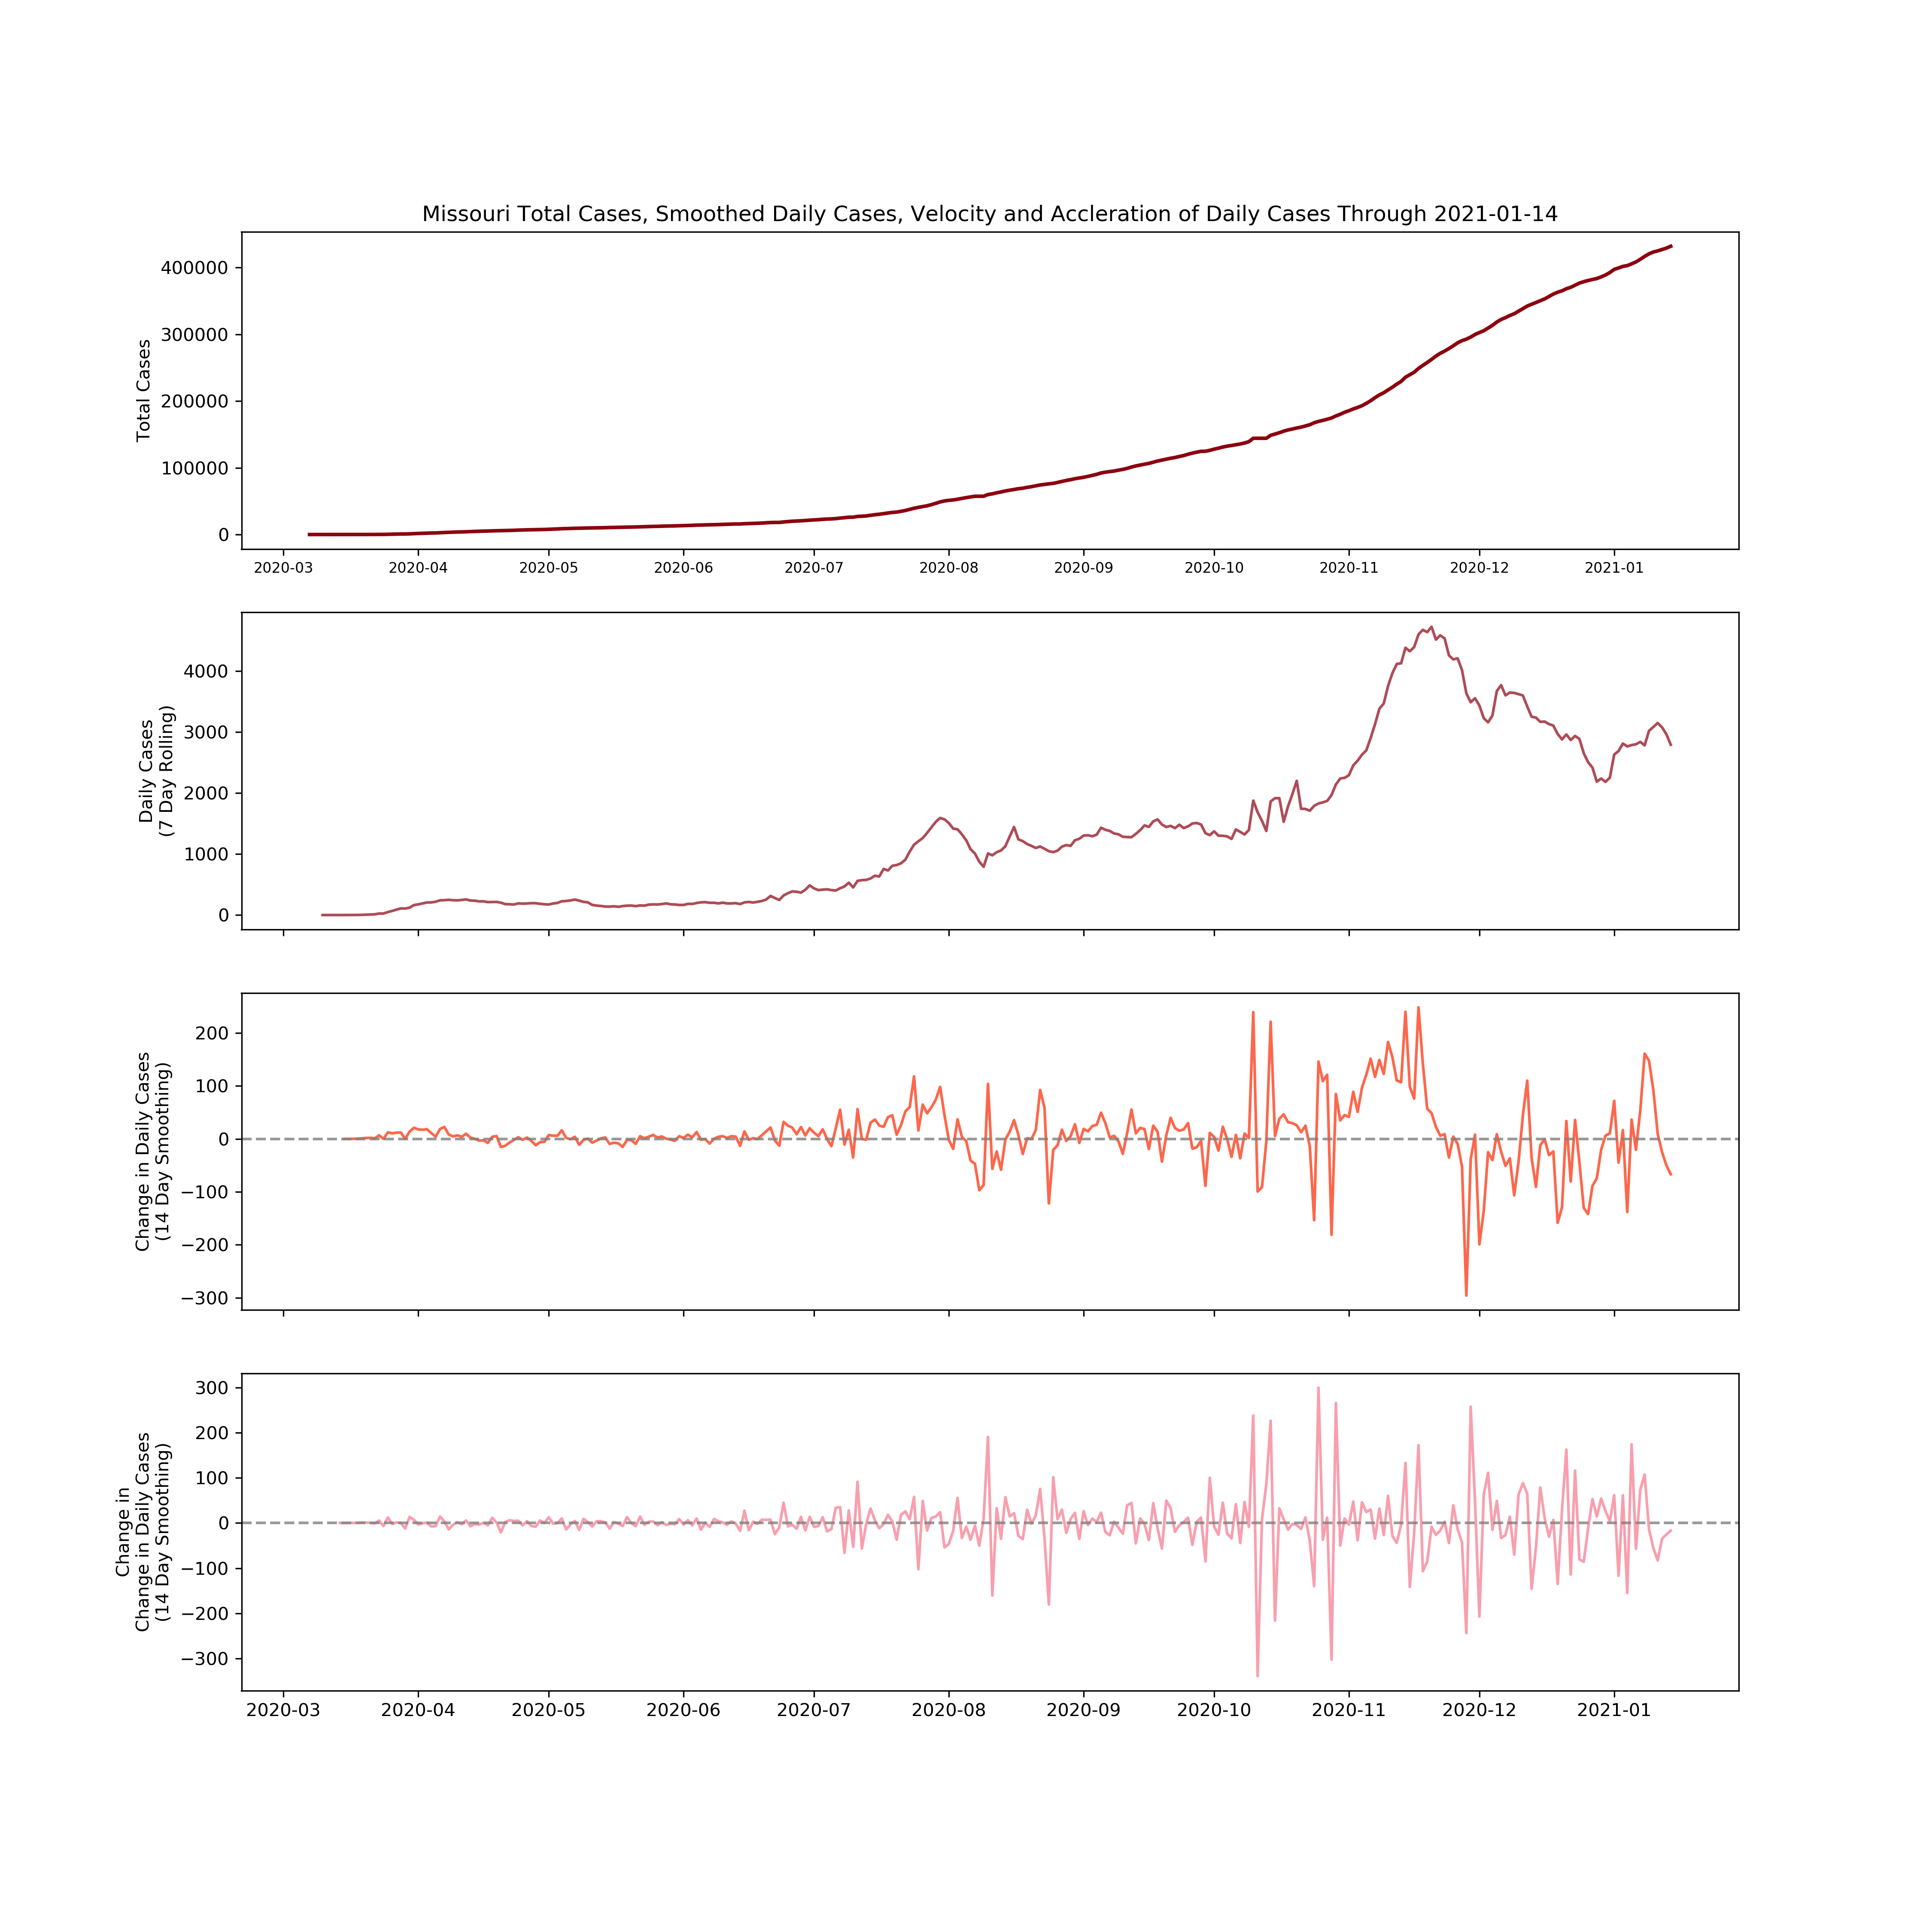 Missouri Total Cases, Smoothed Daily Cases, Velocity and Accleration of Daily Cases Through 2021-01-14
Total Cases
400000
300000
200000
100000
0
2020-03 2020-04 2020-05 2020-06 2020-07 2020-08 2020-09 2020-10 2020-11 2020-12 2021-01
Daily Cases
(7 Day Rolling)
4000
3000
2000
1000
0
Change in Daily Cases
(14 Day Smoothing)
200
100
0
−100
−200
−300
Change in
Change in Daily Cases
(14 Day Smoothing)
300
200
100
0
−100
−200
−300
2020-03 2020-04 2020-05 2020-06 2020-07 2020-08 2020-09 2020-10 2020-11 2020-12 2021-01